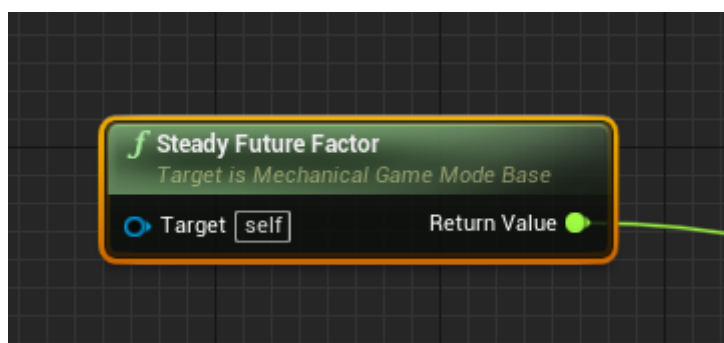 f Steady Future Factor
Target is Mechanical Game Mode Base
Target self Return Value